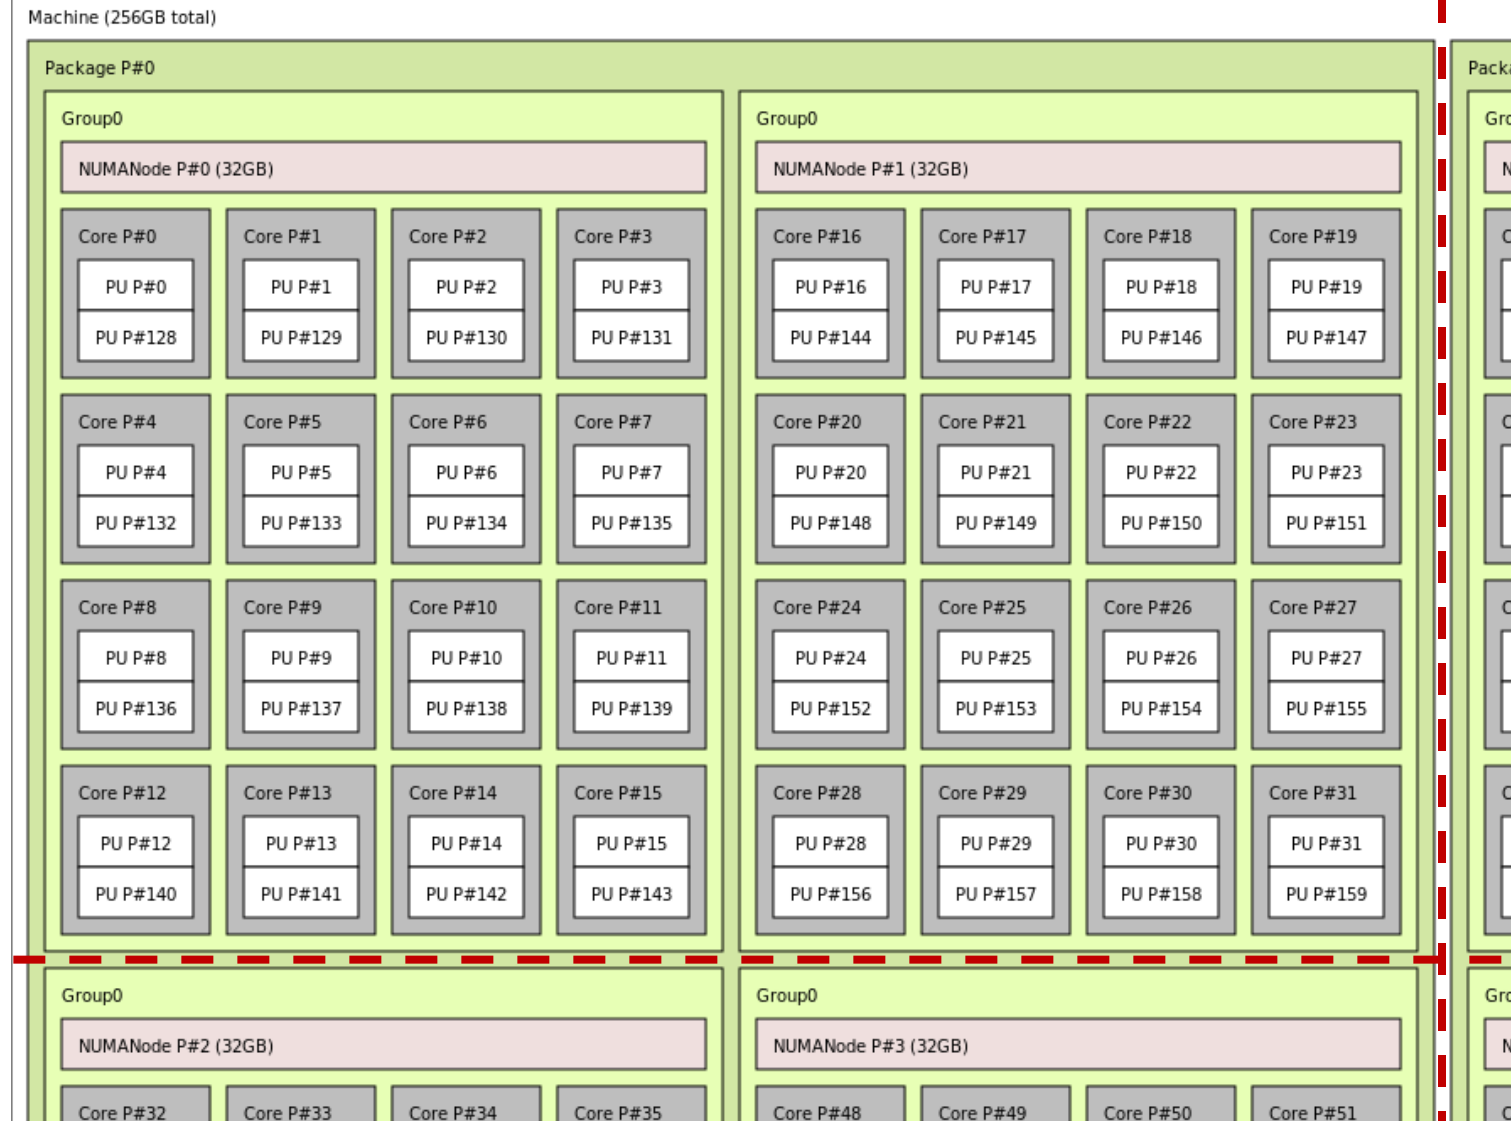 Machine (256GB total)
Package P#0
Group0 Group0
NUMANode P#0 (32GB) NUMANode P#1 (32GB)
Core P#0 Core P#1 Core P#2 Core P#3 Core P#16 Core P#17 Core P#18 Core P#19
PU P#0 PU P#1 PU P#2 PU P#3 PU P#16 PU P#17 PU P#18 PU P#19
PU P#128 PU P#129 PU P#130 PU P#131 PU P#144 PU P#145 PU P#146 PU P#147
Core P#4 Core P#5 Core P#6 Core P#7 Core P#20 Core P#21 Core P#22 Core P#23
PU P#4 PU P#5 PU P#6 PU P#7 PU P#20 PU P#21 PU P#22 PU P#23
PU P#132 PU P#133 PU P#134 PU P#135 PU P#148 PU P#149 PU P#150 PU P#151
Core P#8 Core P#9 Core P#10 Core P#11 Core P#24 Core P#25 Core P#26 Core P#27
PU P#8 PU P#9 PU P#10 PU P#11 PU P#24 PU P#25 PU P#26 PU P#27
PU P#136 PU P#137 PU P#138 PU P#139 PU P#152 PU P#153 PU P#154 PU P#155
Core P#12 Core P#13 Core P#14 Core P#15 Core P#28 Core P#29 Core P#30 Core P#31
PU P#12 PU P#13 PU P#14 PU P#15 PU P#28 PU P#29 PU P#30 PU P#31
PU P#140 PU P#141 PU P#142 PU P#143 PU P#156 PU P#157 PU P#158 PU P#159
Group0 Group0
NUMANode P#2 (32GB) NUMANode P#3 (32GB)
Core P#32 Core P#33 Core P#34 Core P#35 Core P#48 Core P#49 Core P#50 Core P#51